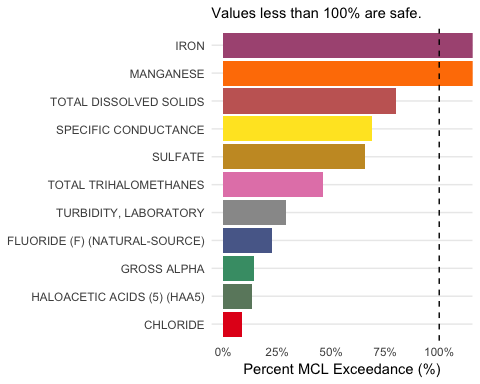 Values less than 100% are safe.
IRON
MANGANESE
TOTAL DISSOLVED SOLIDS
SPECIFIC CONDUCTANCE
SULFATE
TOTAL TRIHALOMETHANES
TURBIDITY, LABORATORY
FLUORIDE (F) (NATURAL-SOURCE)
GROSS ALPHA
HALOACETIC ACIDS (5) (HAA5)
CHLORIDE
0% 25% 50% 75% 100%
Percent MCL Exceedance (%)